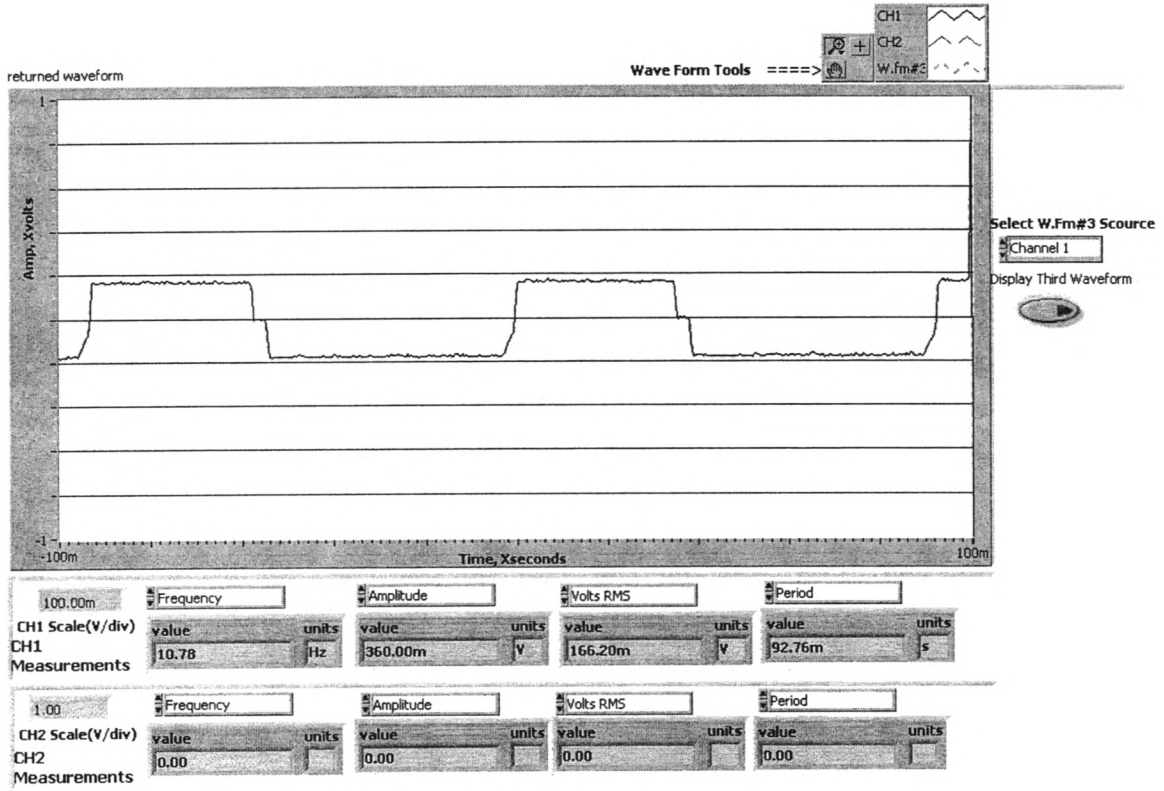 CH1
CH2
W.fm#3
Wave Form Tools ====>
returned waveform
1
Amp, Xvolts
-1
-100m
Time, Xseconds
100m
Select W.Fm#3 Scource
Channel 1
Display Third Waveform
100.00m
CH1 Scale(V/div)
CH1
Measurements
Frequency
value units
10.78 Hz
Amplitude
value units
360.00m V
Volts RMS
value units
166.20m V
Period
value units
92.76m s
1.00
CH2 Scale(V/div)
CH2
Measurements
Frequency
value units
0.00
Amplitude
value units
0.00
Volts RMS
value units
0.00
Period
value units
0.00